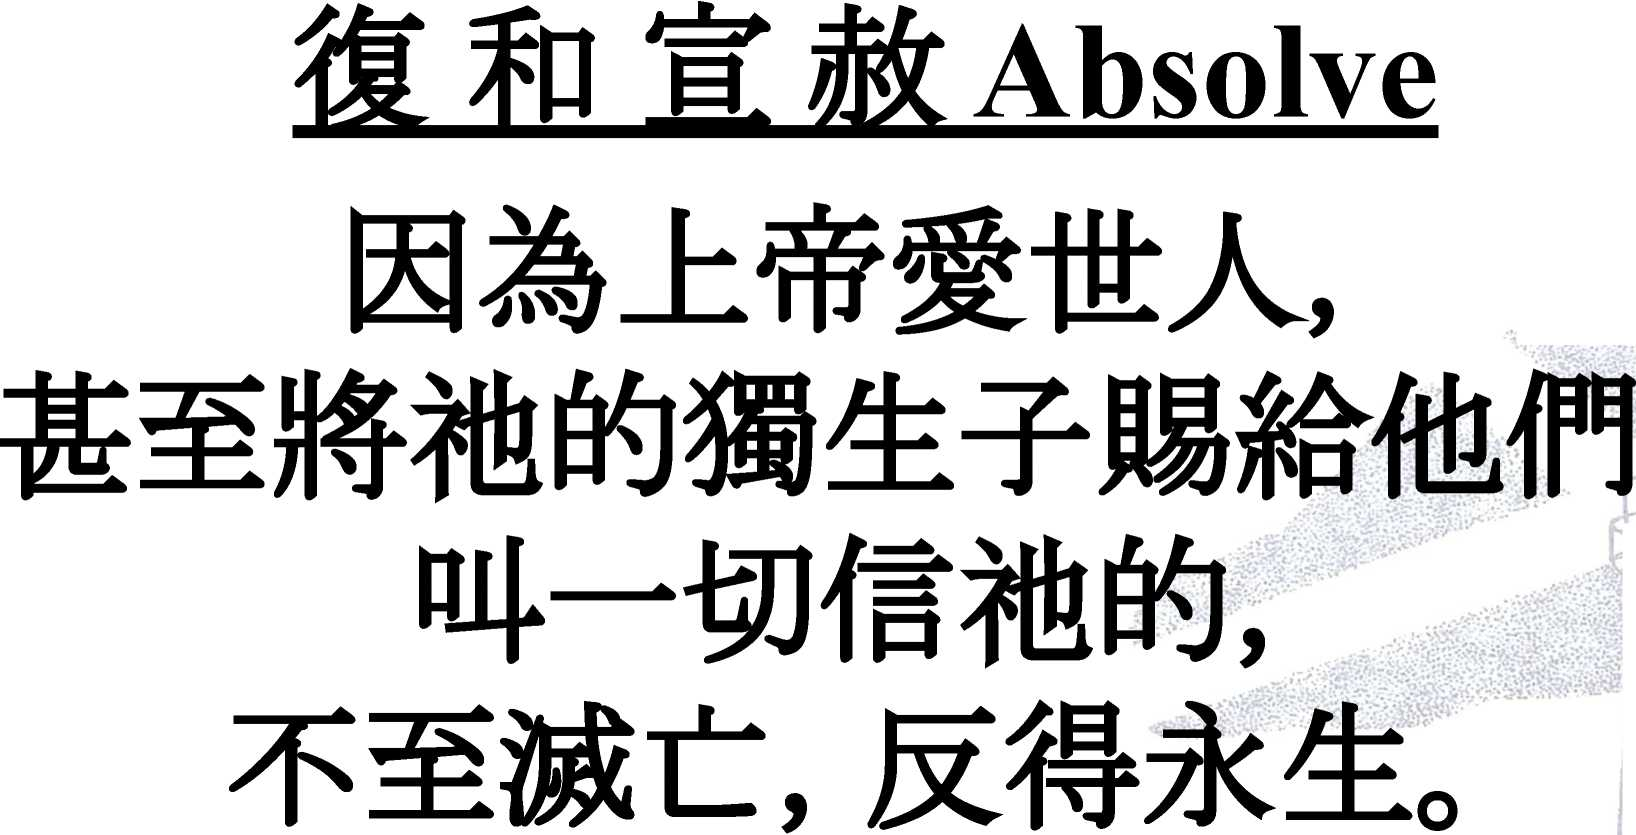 復 和 宣 赦 Absolve
因為上帝愛世人,
甚至將祂的獨生子賜給他們
叫一切信祂的,
不至滅亡, 反得永生。